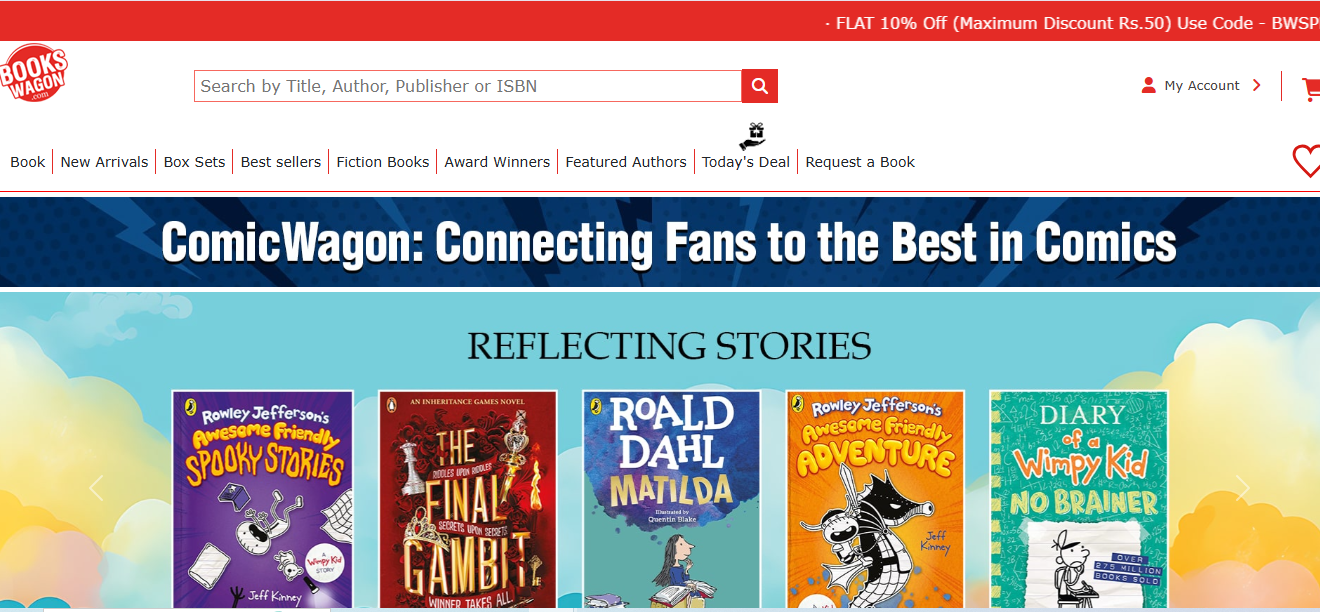 · FLAT 10% Off (Maximum Discount Rs.50) Use Code - BWSP
BOOKS
WAGON
.com
Search by Title, Author, Publisher or ISBN
My Account
Book
New Arrivals
Box Sets
Best sellers
Fiction Books
Award Winners
Featured Authors
Today's Deal
Request a Book
ComicWagon: Connecting Fans to the Best in Comics
REFLECTING STORIES
Rowley Jefferson's
Awesome Friendly
SPOOKY STORIES
A
Wimpy Kid
STORY
Jeff Kinney
AN INHERITANCE GAMES NOVEL
THE
RIDDLES UPON RIDDLES
FINAL
SECRETS UPON SECRETS
GAMBIT
WINNER TAKES ALL.
ROALD
DAHL
MATILDA
Illustrated by
Quentin Blake
Rowley Jefferson's
Awesome Friendly
ADVENTURE
Jeff
Kinney
DIARY
of a
Wimpy Kid
NO BRAINER
OVER
275 MILLION
BOOKS SOLD